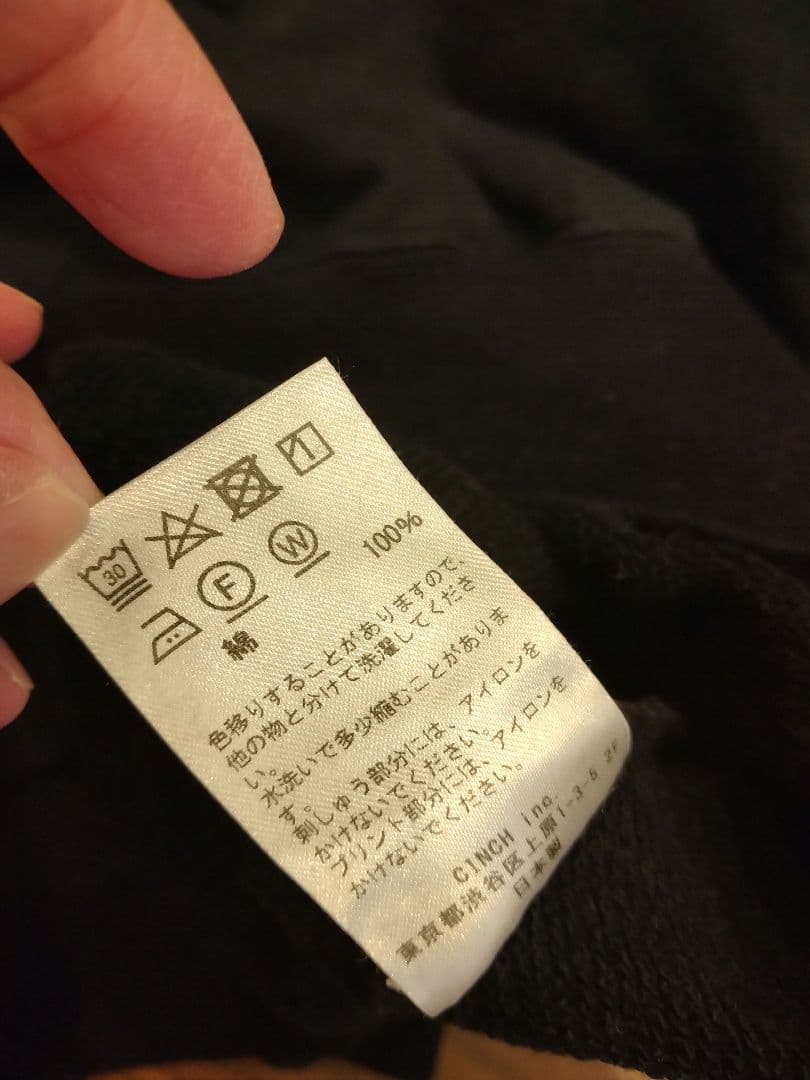 30
F W
綿 100%
色移りすることがありますので、
他の物と分けて洗濯してくださ
い。
水洗いで多少縮むことがありま
す。
刺しゅう部分には、アイロンを
かけないでください。
プリント部分には、アイロンを
かけないでください。
CINCH inc.
東京都渋谷区上原1-3-5 2F
日本製